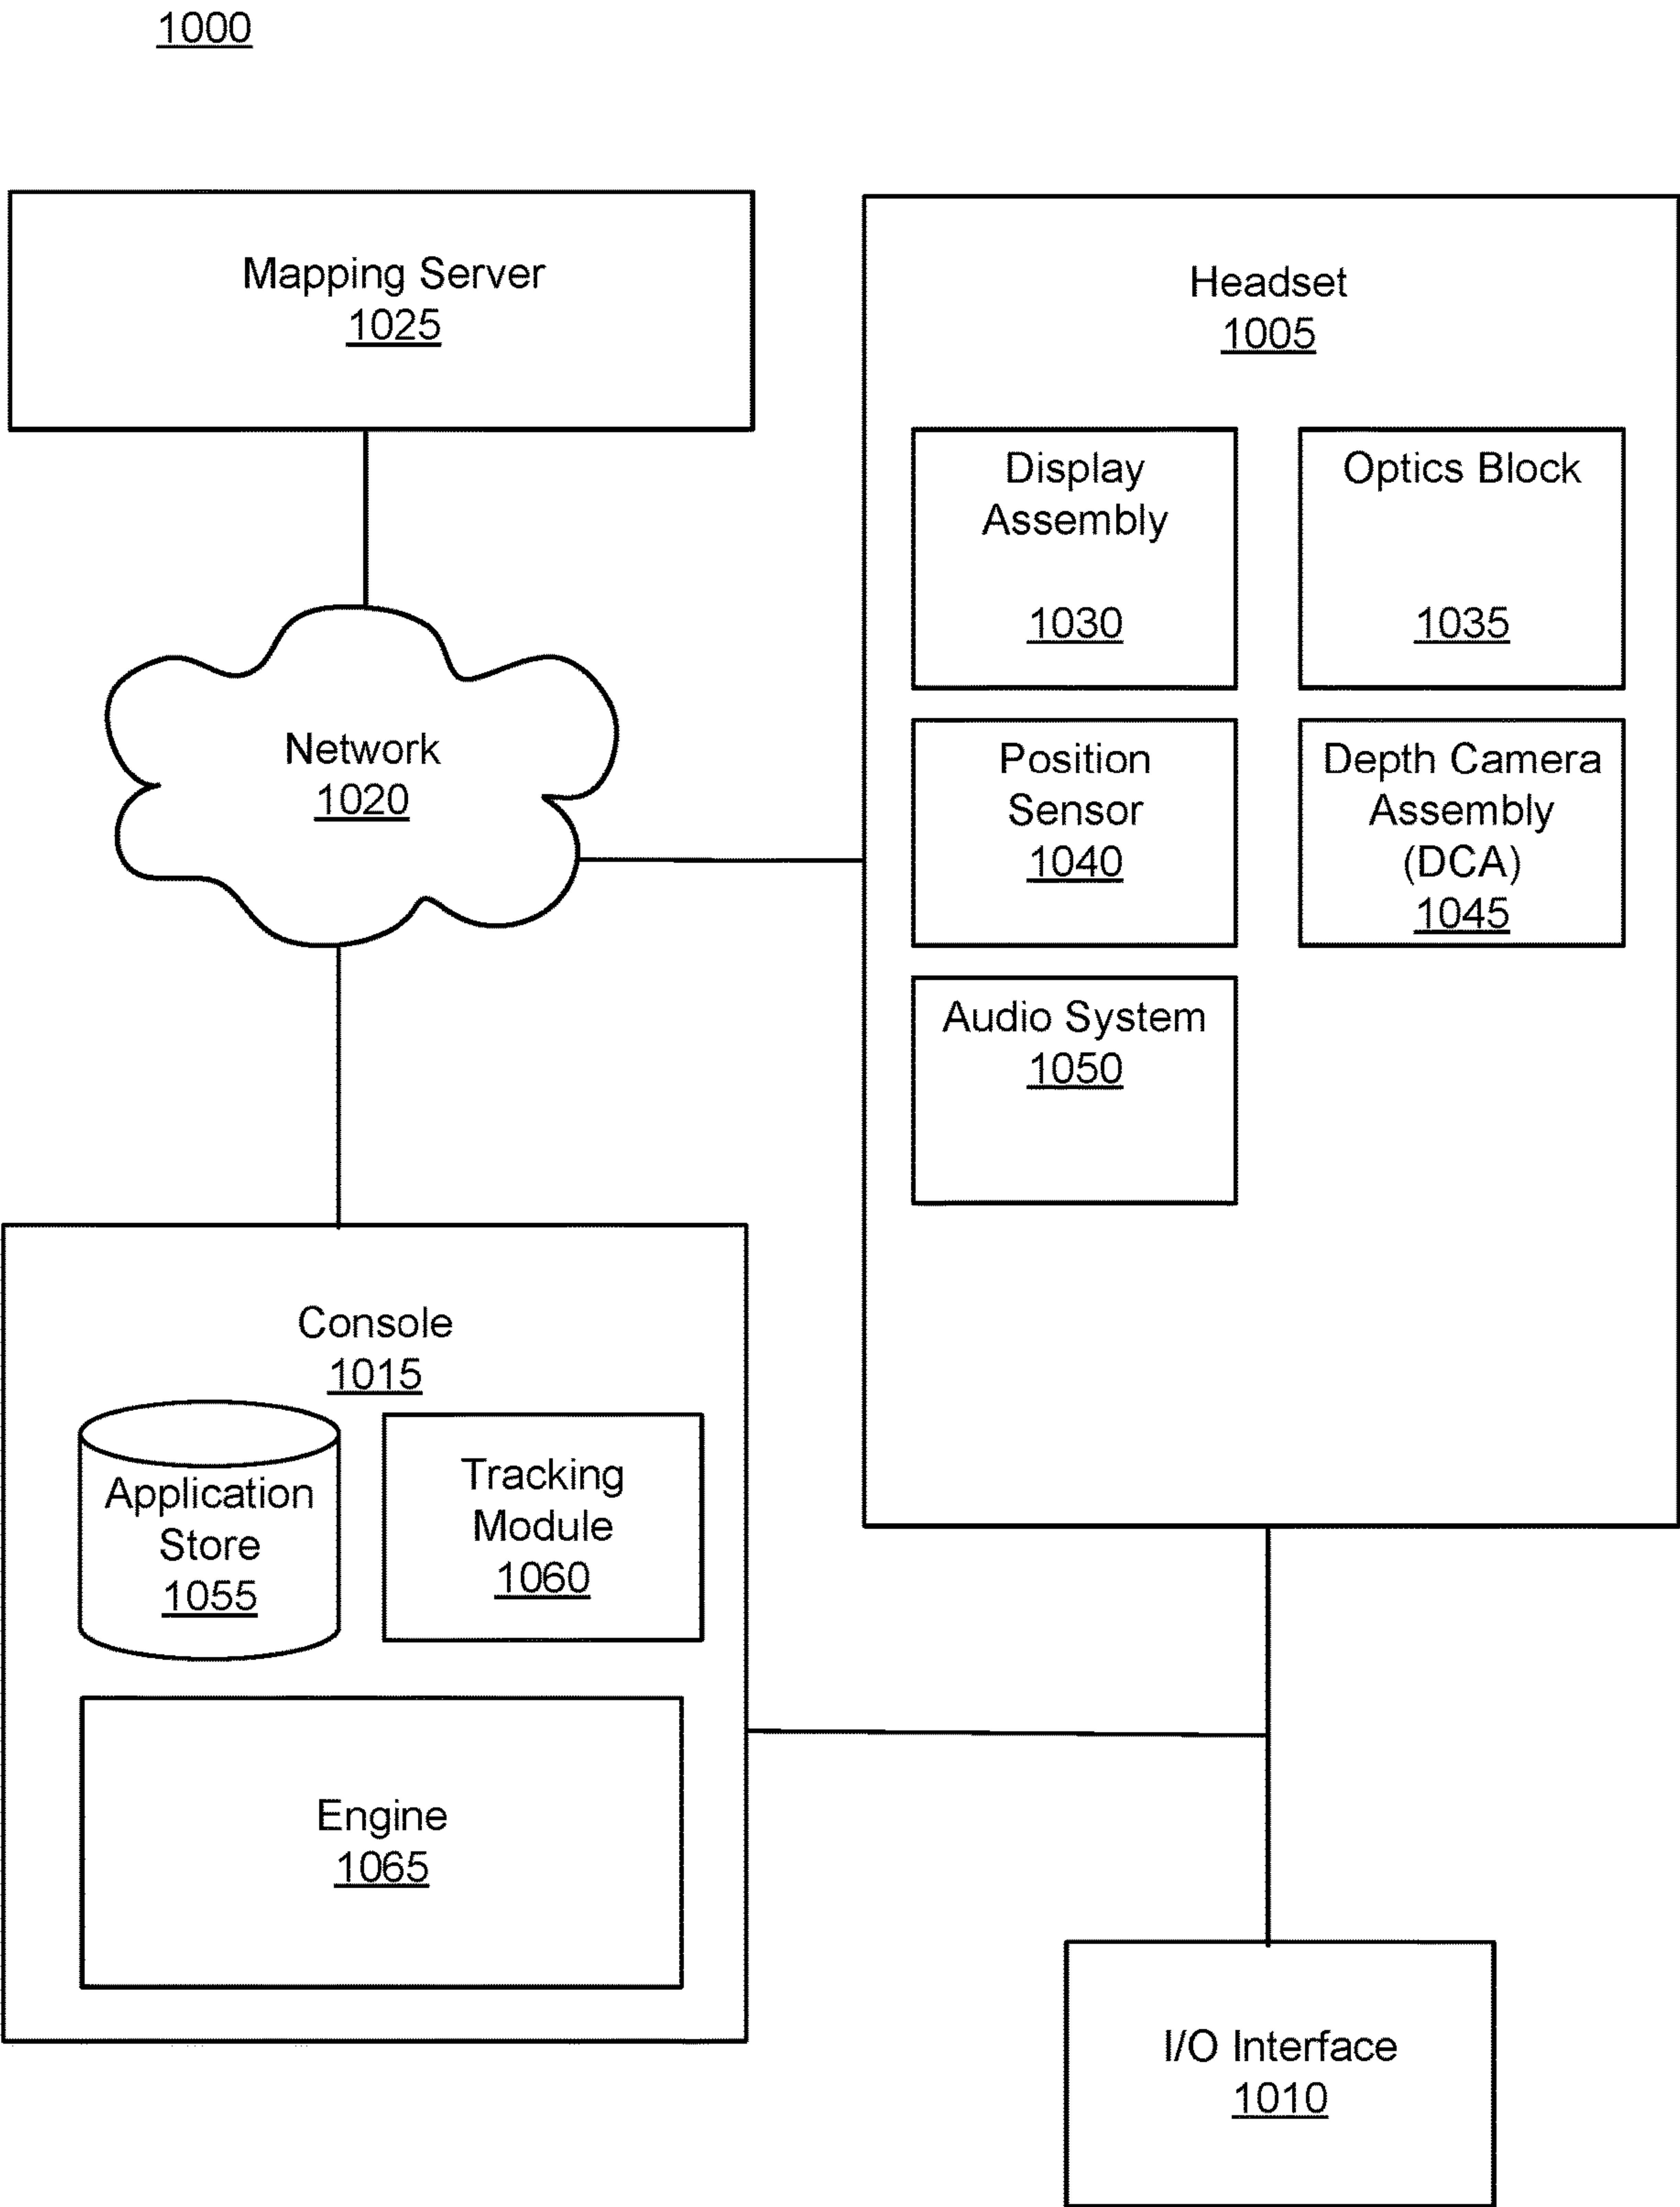 1000
Mapping Server
1025
Headset
1005
Display
Assembly
1030
Optics Block
1035
Position
Sensor
1040
Depth Camera
Assembly
(DCA)
1045
Audio System
1050
Network
1020
Console
1015
Application
Store
1055
Tracking
Module
1060
Engine
1065
I/O Interface
1010